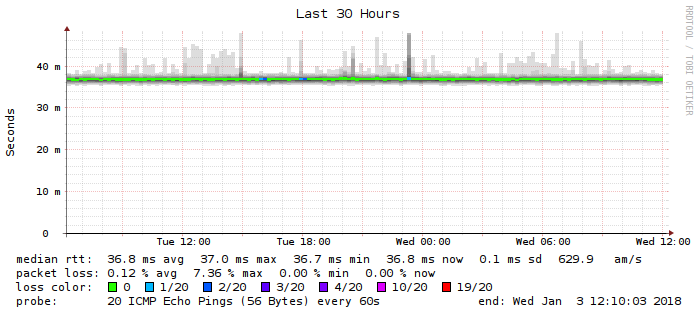 Last 30 Hours
RRDTOOL / TOBI OETIKER
Seconds
40 m
30 m
20 m
10 m
0
Tue 12:00 Tue 18:00 Wed 00:00 Wed 06:00 Wed 12:00
median rtt: 36.8 ms avg 37.0 ms max 36.7 ms min 36.8 ms now 0.1 ms sd 629.9 am/s
packet loss: 0.12 % avg 7.36 % max 0.00 % min 0.00 % now
loss color: 0 1/20 2/20 3/20 4/20 10/20 19/20
probe: 20 ICMP Echo Pings (56 Bytes) every 60s end: Wed Jan 3 12:10:03 2018